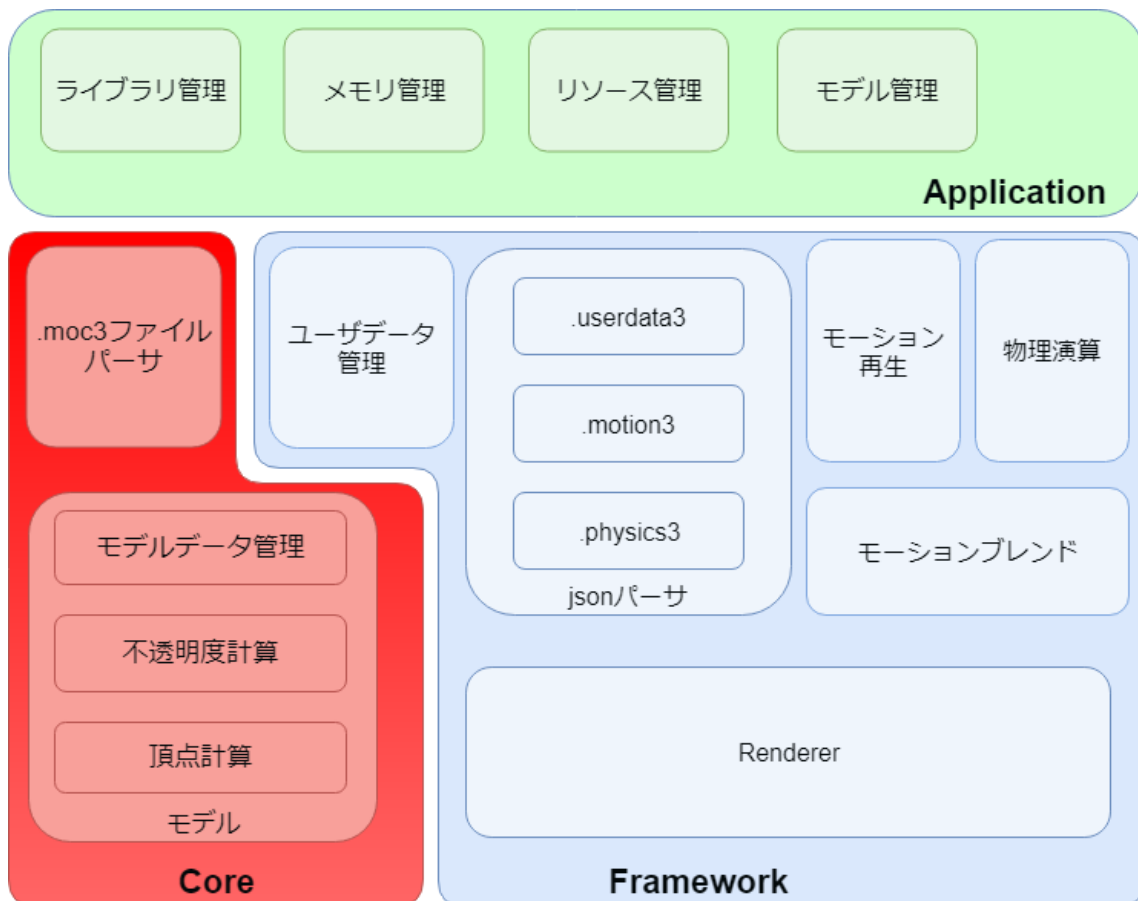 ライブラリ管理
メモリ管理
リソース管理
モデル管理
Application
.moc3ファイル
パーサ
モデルデータ管理
不透明度計算
頂点計算
モデル
Core
ユーザデータ
管理
.userdata3
.motion3
.physics3
jsonパーサ
モーション
再生
物理演算
モーションブレンド
Renderer
Framework